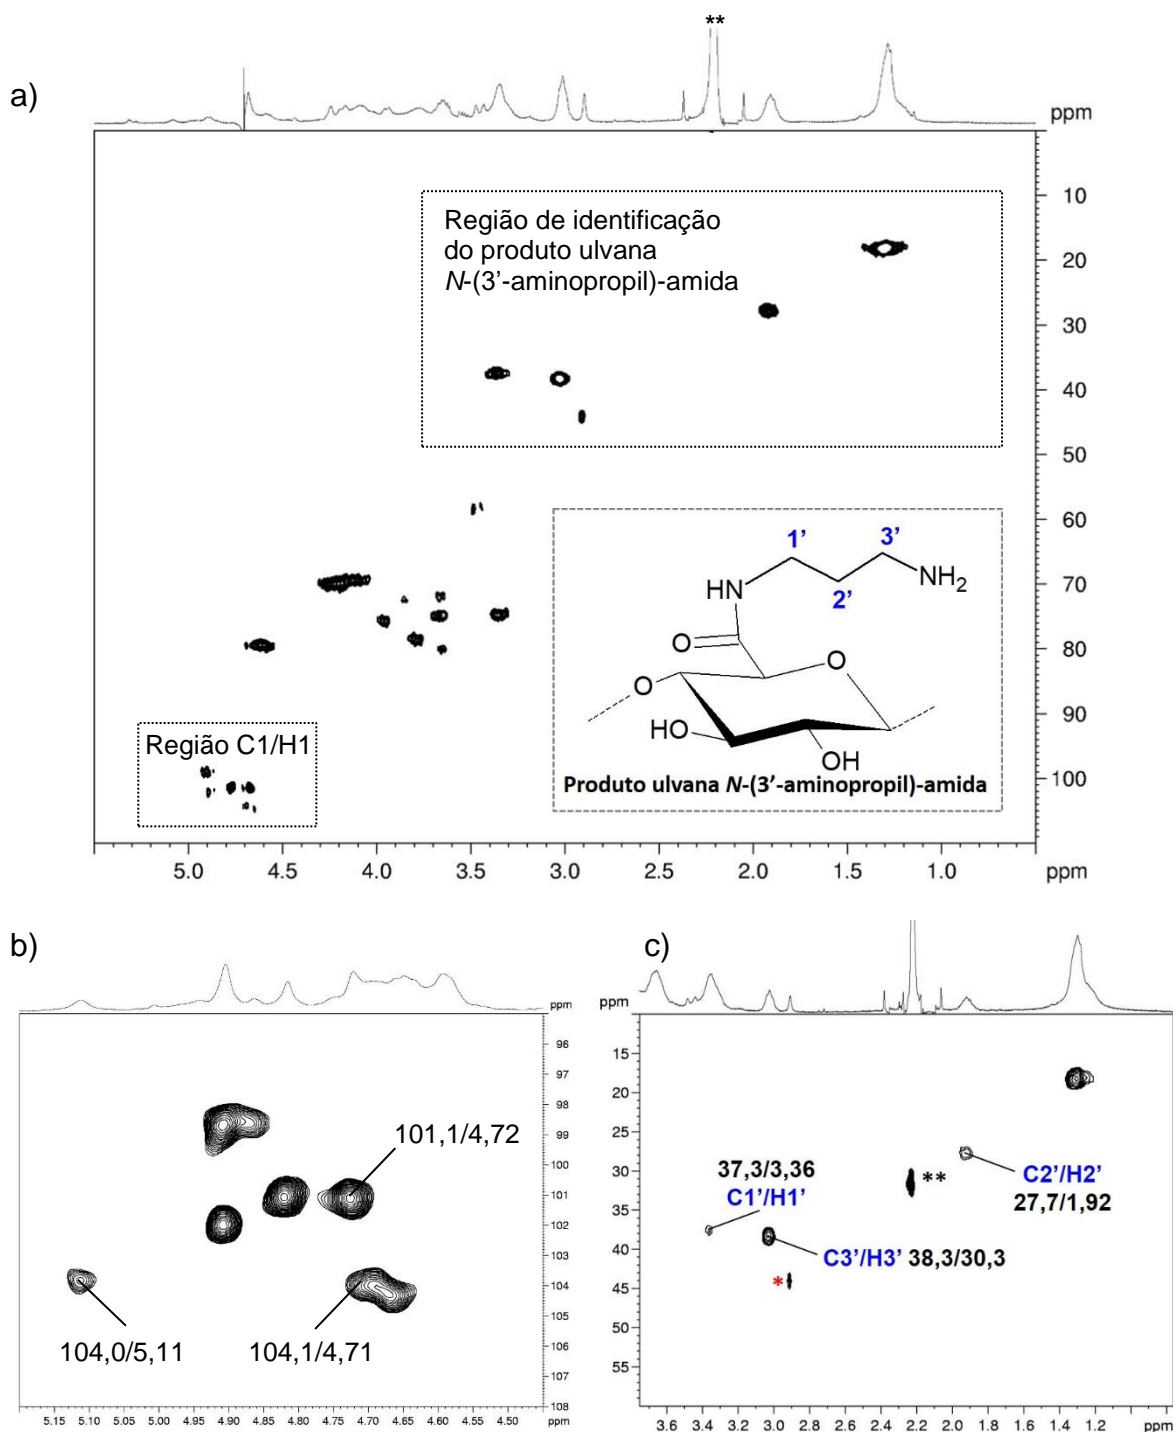 **
a)
ppm
Região de identificação
do produto ulvana
N-(3’-aminopropil)-amida
10
20
30
40
50
60
70
80
90
100
1’
3’
HN
2’
NH2
O
O
O
HO
OH
Produto ulvana N-(3’-aminopropil)-amida
Região C1/H1
5.0 4.5 4.0 3.5 3.0 2.5 2.0 1.5 1.0 ppm
b)
ppm
96
97
98
99
100
101
102
103
104
105
106
107
108
101,1/4,72
104,0/5,11
104,1/4,71
5.15 5.10 5.05 5.00 4.95 4.90 4.85 4.80 4.75 4.70 4.65 4.60 4.55 4.50 ppm
c)
ppm
15
20
25
30
35
40
45
50
55
37,3/3,36
C1’/H1’
**
C2’/H2’
27,7/1,92
C3’/H3’ 38,3/30,3
*
3.6 3.4 3.2 3.0 2.8 2.6 2.4 2.2 2.0 1.8 1.6 1.4 1.2 ppm